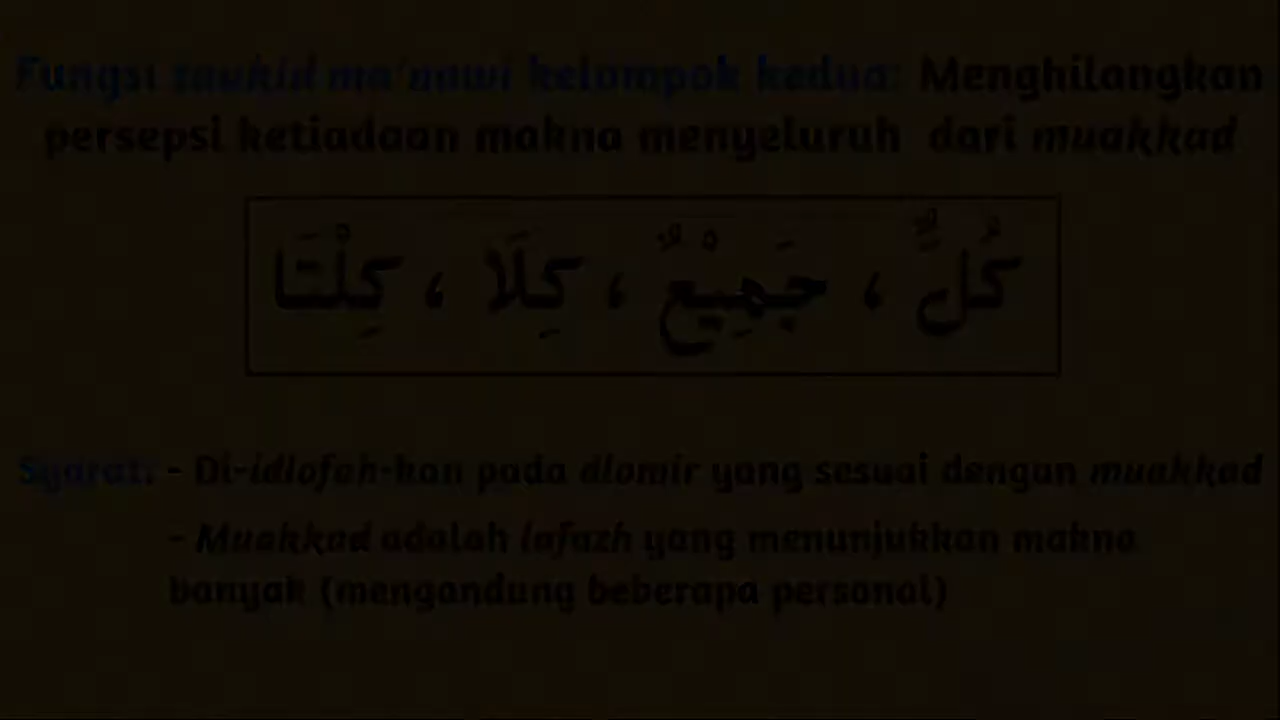 Fungsi taukid ma'nawi kelompok kedua: Menghilangkan
persepsi ketiadaan makna menyeluruh dari muakkad
كُلٌّ ، جَمِيْعٌ ، كِلَا ، كِلْتَا
Syarat: - Di-idlofah-kan pada dlomir yang sesuai dengan muakkad
- Muakkad adalah lafazh yang menunjukkan makna
banyak (mengandung beberapa personal)